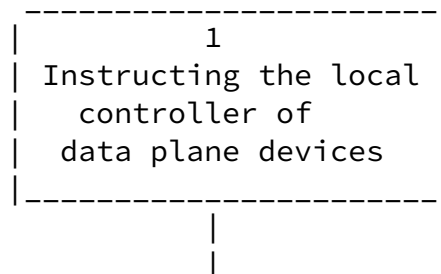 1
Instructing the local
controller of
data plane devices